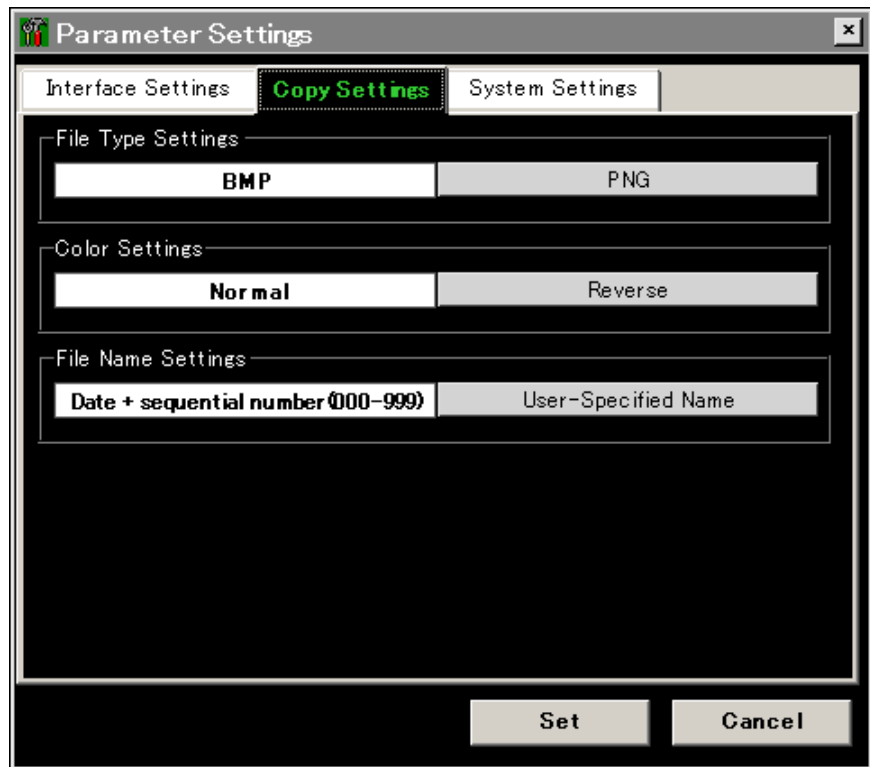 Parameter Settings
Interface Settings Copy Settings System Settings
File Type Settings
BMP PNG
Color Settings
Normal Reverse
File Name Settings
Date + sequential number(000-999) User-Specified Name
Set Cancel